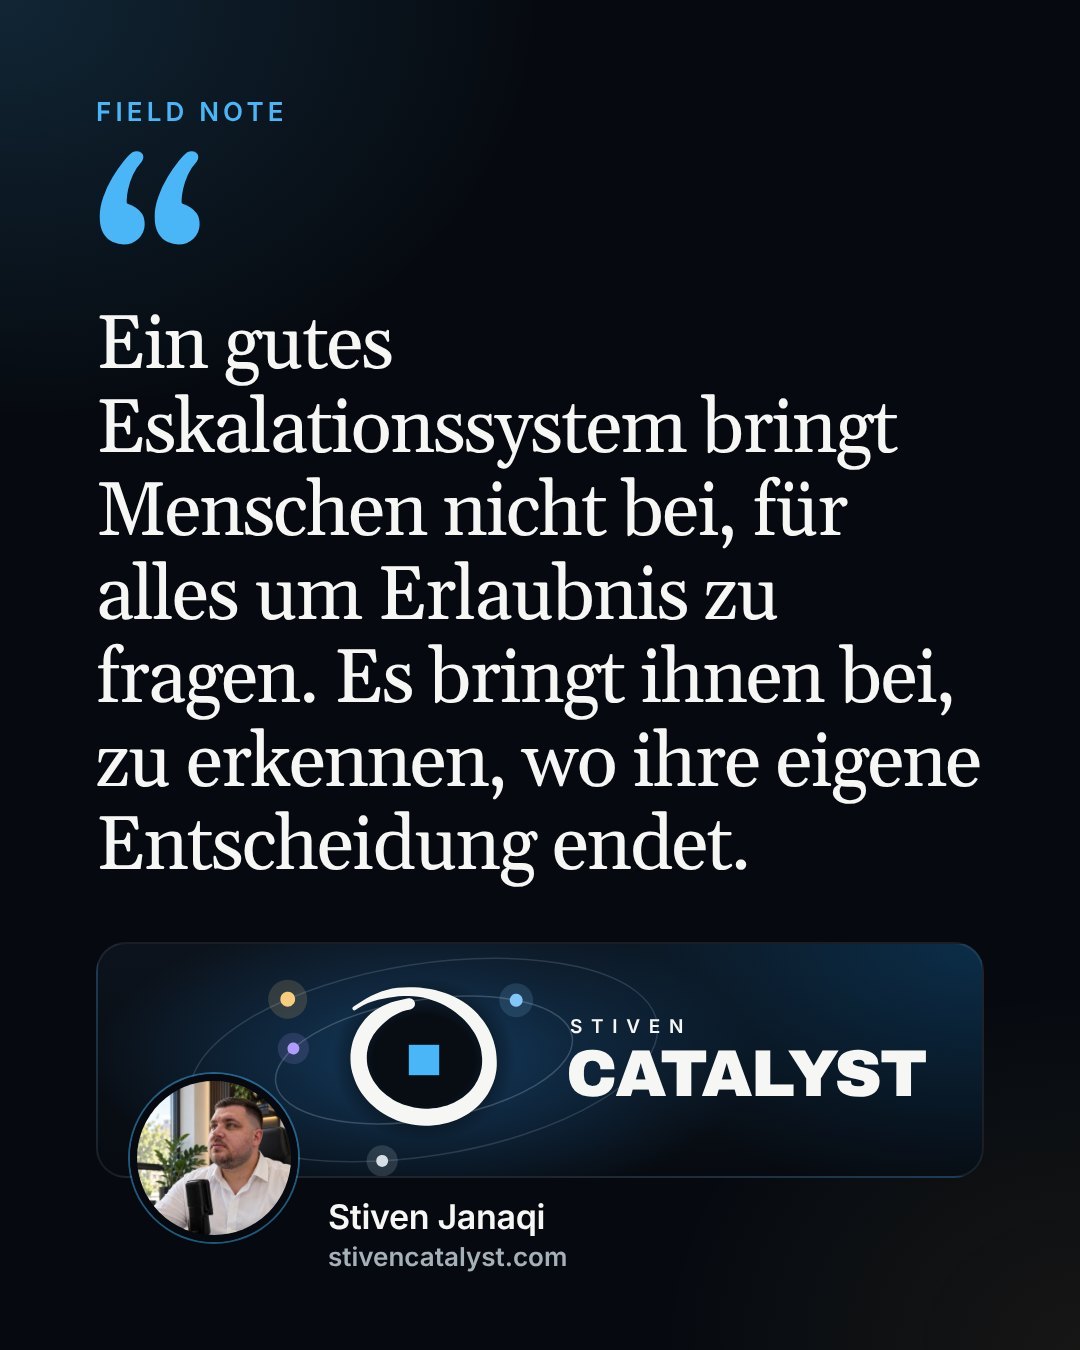 FIELD NOTE
“
Ein gutes
Eskalationssystem bringt
Menschen nicht bei, für
alles um Erlaubnis zu
fragen. Es bringt ihnen bei,
zu erkennen, wo ihre eigene
Entscheidung endet.
STIVEN
CATALYST
Stiven Janaqi
stivencatalyst.com